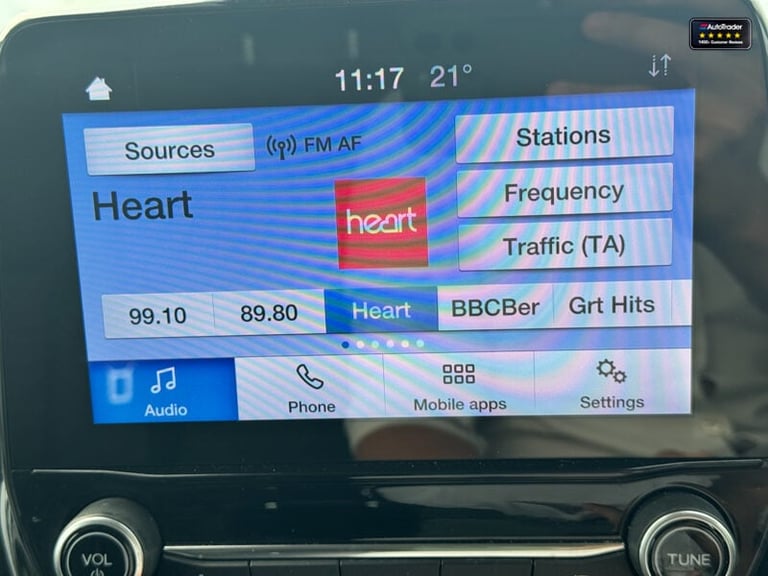 AutoTrader
11:17 21°
Sources
FM AF
Stations
Heart
heart
Frequency
Traffic (TA)
99.10
89.80
Heart
BBCBer
Grt Hits
Audio
Phone
Mobile apps
Settings
VOL
TUNE